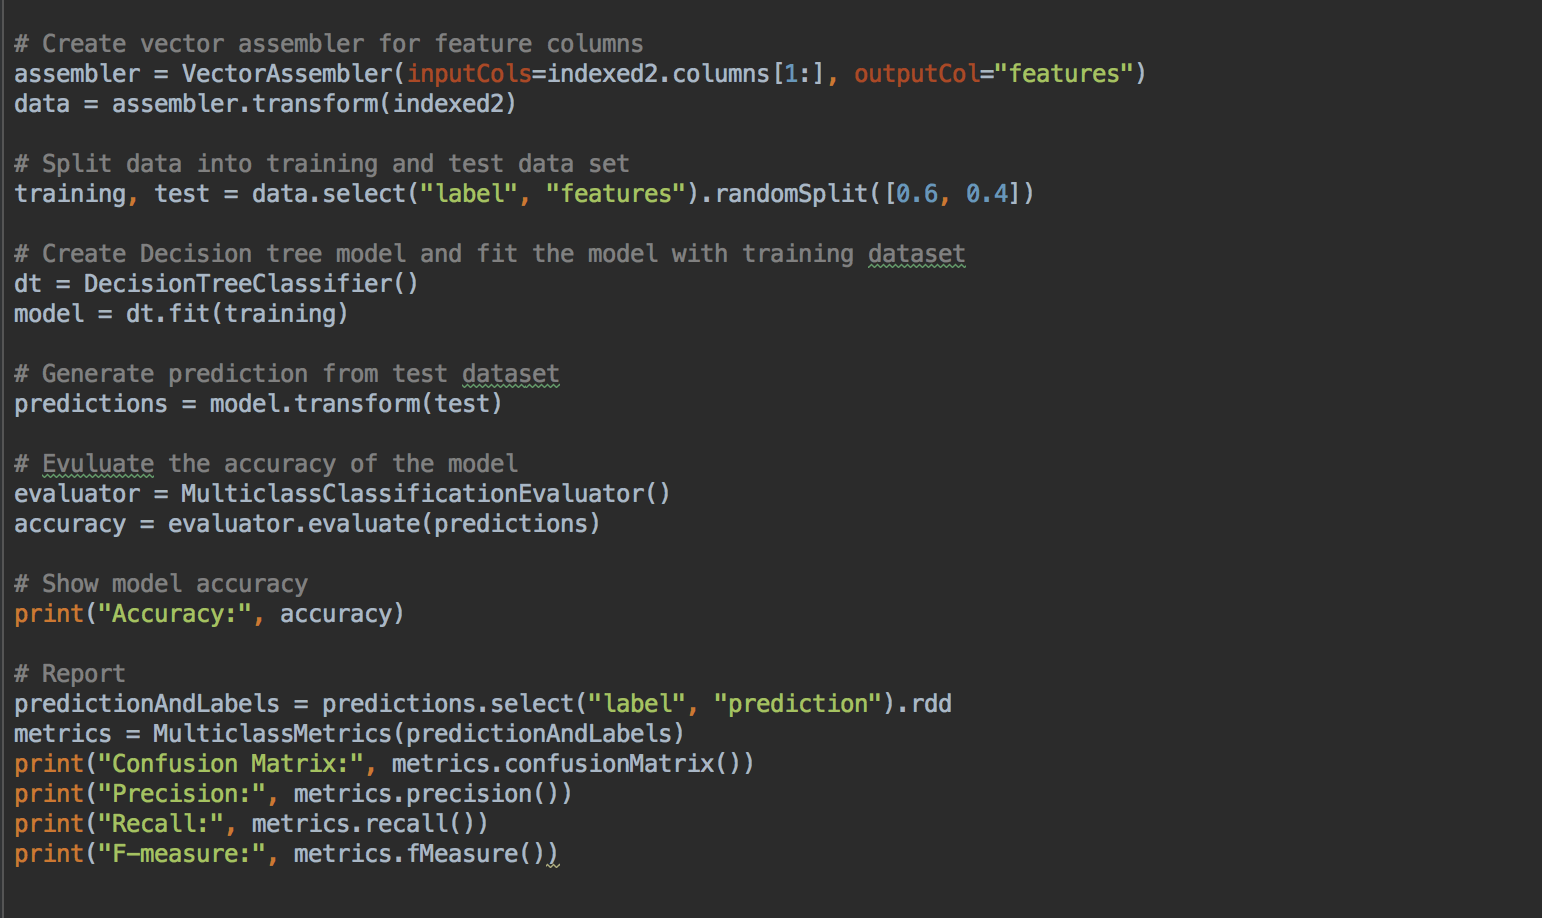 # Create vector assembler for feature columns
assembler = VectorAssembler(inputCols=indexed2.columns[1:], outputCol="features")
data = assembler.transform(indexed2)
# Split data into training and test data set
training, test = data.select("label", "features").randomSplit([0.6, 0.4])
# Create Decision tree model and fit the model with training dataset
dt = DecisionTreeClassifier()
model = dt.fit(training)
# Generate prediction from test dataset
predictions = model.transform(test)
# Evuluate the accuracy of the model
evaluator = MulticlassClassificationEvaluator()
accuracy = evaluator.evaluate(predictions)
# Show model accuracy
print("Accuracy:", accuracy)
# Report
predictionAndLabels = predictions.select("label", "prediction").rdd
metrics = MulticlassMetrics(predictionAndLabels)
print("Confusion Matrix:", metrics.confusionMatrix())
print("Precision:", metrics.precision())
print("Recall:", metrics.recall())
print("F-measure:", metrics.fMeasure())